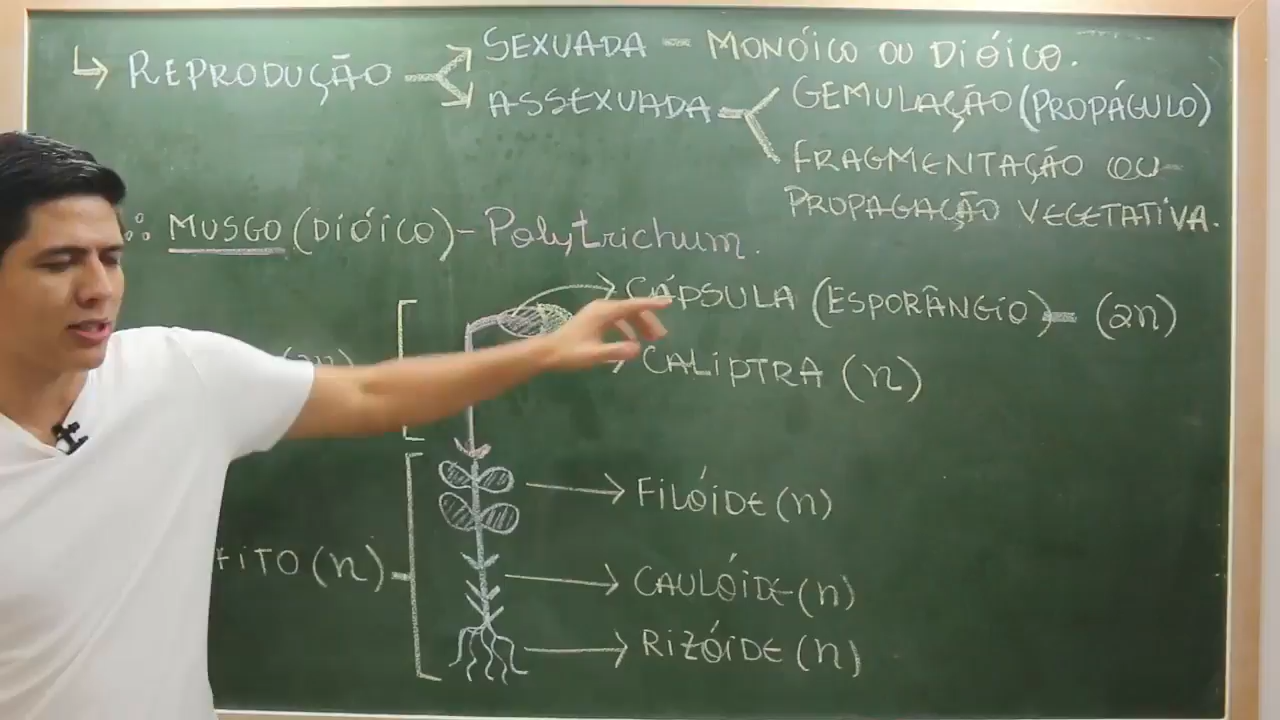 ↳ REPRODUÇÃO
SEXUADA - MONÓICO OU DIÓICO.
ASSEXUADA
GEMULAÇÃO (PROPÁGULO)
FRAGMENTAÇÃO OU
PROPAGAÇÃO VEGETATIVA.
MUSGO (DIÓICO) - Polytrichum.
CÁPSULA (ESPORÂNGIO) - (2n)
(2n)
CALIPTRA (n)
FILÓIDE (n)
FITO (n)
CAULÓIDE (n)
RIZÓIDE (n)